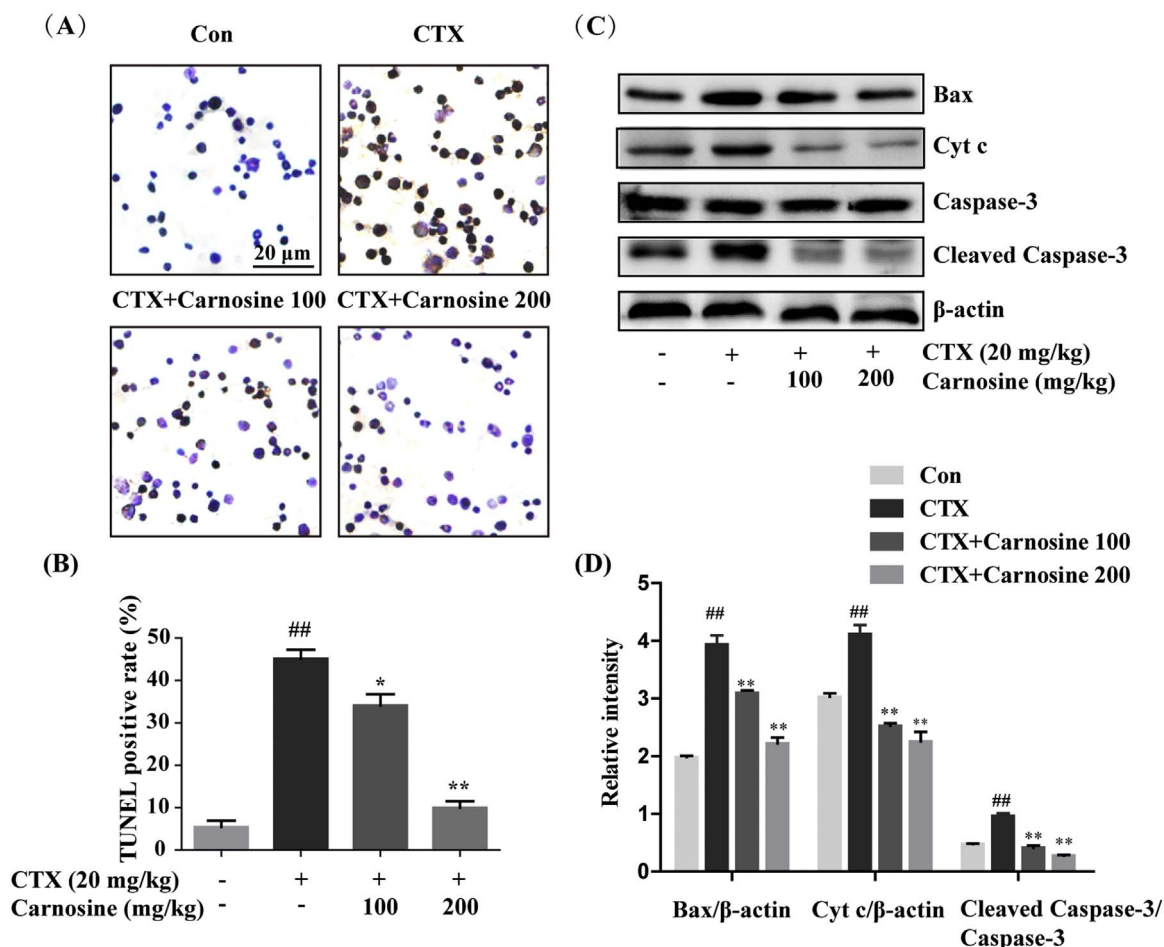 (A)
Con CTX
20 μm
CTX+Carnosine 100 CTX+Carnosine 200
(B)
TUNEL positive rate (%)
50
40
30
20
10
0
##
*
**
CTX (20 mg/kg) - + + +
Carnosine (mg/kg) - - 100 200
(C)
Bax
Cyt c
Caspase-3
Cleaved Caspase-3
β-actin
- + + + CTX (20 mg/kg)
- - 100 200 Carnosine (mg/kg)
Con
CTX
CTX+Carnosine 100
CTX+Carnosine 200
(D)
Relative intensity
5
4
3
2
1
0
## ** **
## ** **
## ** **
Bax/β-actin Cyt c/β-actin Cleaved Caspase-3/
Caspase-3